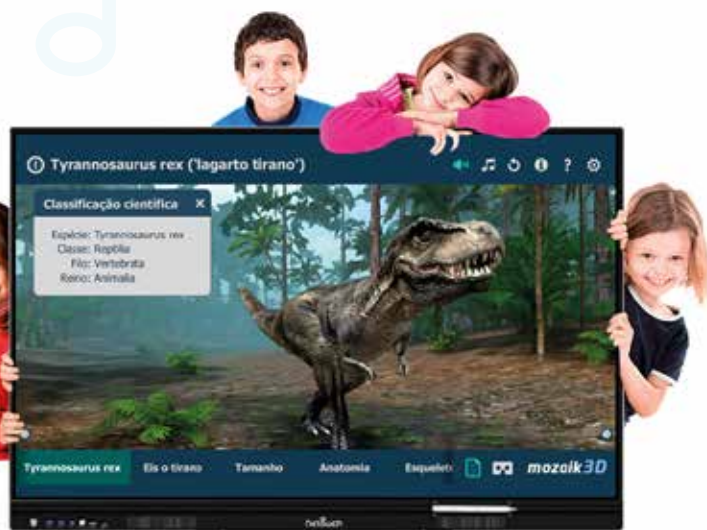 Tyrannosaurus rex ('lagarto tirano')
Classificação científica
Espécie: Tyrannosaurus rex
Classe: Reptilia
Filo: Vertebrata
Reino: Animalia
Tyrannosaurus rex Eis o tirano Tamanho Anatomia mozaik3D